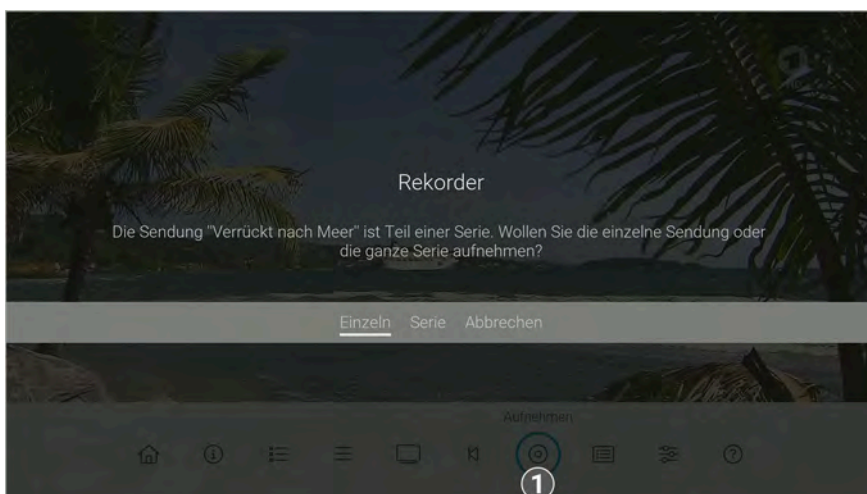 Rekorder
Die Sendung "Verrückt nach Meer" ist Teil einer Serie. Wollen Sie die einzelne Sendung oder
die ganze Serie aufnehmen?
Einzeln Serie Abbrechen
Aufnehmen
1